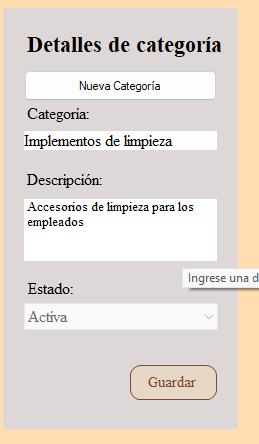 Detalles de categoría
Nueva Categoría
Categoria:
Implementos de limpieza
Descripción:
Accesorios de limpieza para los
empleados
Ingrese una d
Estado:
Activa
Guardar